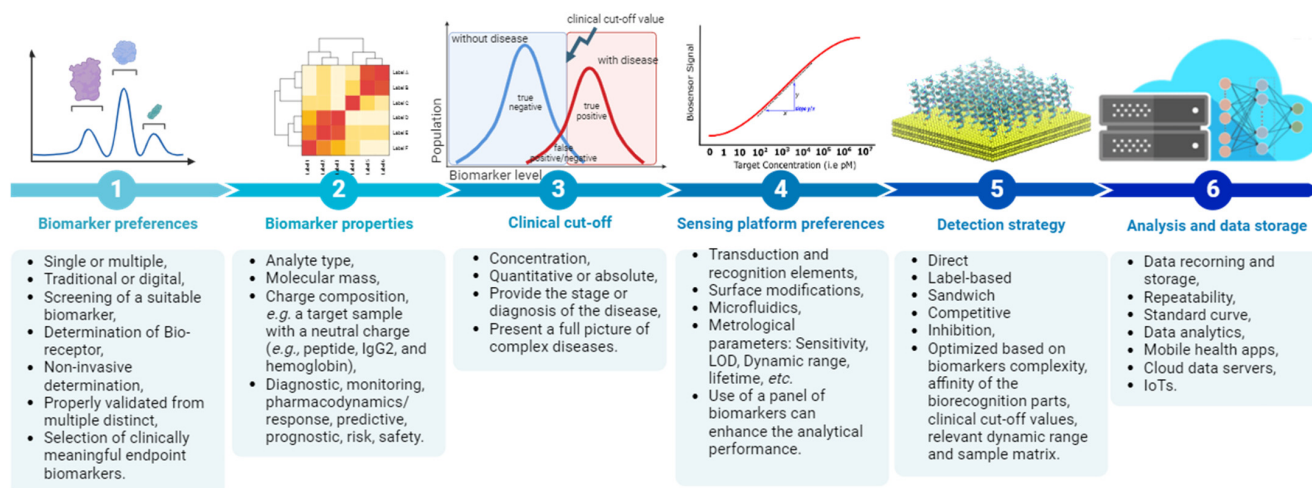 Label A
Label B
Label C
Label D
Label E
Label F
Label1
Label2
Label3
Label4
Label5
Label6
clinical cut-off value
without disease
with disease
true
negative
true
positive
false
positive/negative
Population
Biomarker level
Biosensor Signal
y
x
slope y/x
0 1 10¹ 10² 10³ 10⁴ 10⁵ 10⁶ 10⁷
Target Concentration (i.e pM)
1
Biomarker preferences
• Single or multiple,
• Traditional or digital,
• Screening of a suitable
biomarker,
• Determination of Bio-
receptor,
• Non-invasive
determination,
• Properly validated from
multiple distinct,
• Selection of clinically
meaningful endpoint
biomarkers.
2
Biomarker properties
• Analyte type,
• Molecular mass,
• Charge composition,
e.g. a target sample
with a neutral charge
(e.g., peptide, IgG2, and
hemoglobin),
• Diagnostic, monitoring,
pharmacodynamics/
response, predictive,
prognostic, risk, safety.
3
Clinical cut-off
• Concentration,
• Quantitative or absolute,
• Provide the stage or
diagnosis of the disease,
• Present a full picture of
complex diseases.
4
Sensing platform preferences
• Transduction and
recognition elements,
• Surface modifications,
• Microfluidics,
• Metrological
parameters: Sensitivity,
LOD, Dynamic range,
lifetime, etc.
• Use of a panel of
biomarkers can
enhance the analytical
performance.
5
Detection strategy
• Direct
• Label-based
• Sandwich
• Competitive
• Inhibition,
• Optimized based on
biomarkers complexity,
affinity of the
biorecognition parts,
clinical cut-off values,
relevant dynamic range
and sample matrix.
6
Analysis and data storage
• Data recorning and
storage,
• Repeatability,
• Standard curve,
• Data analytics,
• Mobile health apps,
• Cloud data servers,
• IoTs.